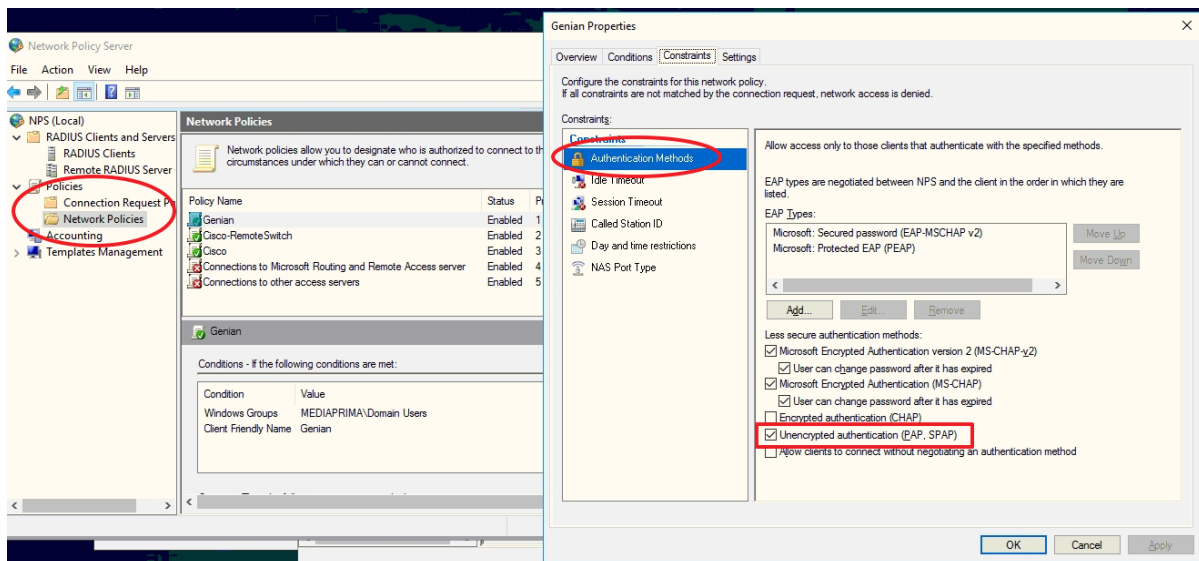 Network Policy Server
File Action View Help
NPS (Local)
RADIUS Clients and Servers
RADIUS Clients
Remote RADIUS Server
Policies
Connection Request Po
Network Policies
Accounting
Templates Management
Network Policies
Network policies allow you to designate who is authorized to connect to th
circumstances under which they can or cannot connect.
Policy Name Status P
Genian Enabled 1
Cisco-RemoteSwitch Enabled 2
Cisco Enabled 3
Connections to Microsoft Routing and Remote Access server Enabled 4
Connections to other access servers Enabled 5
Genian
Conditions - If the following conditions are met:
Condition Value
Windows Groups MEDIAPRIMA\Domain Users
Client Friendly Name Genian
Genian Properties
Overview Conditions Constraints Settings
Configure the constraints for this network policy.
If all constraints are not matched by the connection request, network access is denied.
Constraints:
Constraints
Authentication Methods
Idle Timeout
Session Timeout
Called Station ID
Day and time restrictions
NAS Port Type
Allow access only to those clients that authenticate with the specified methods.
EAP types are negotiated between NPS and the client in the order in which they are
listed.
EAP Types:
Microsoft: Secured password (EAP-MSCHAP v2)
Microsoft: Protected EAP (PEAP)
Move Up
Move Down
Add... Edit... Remove
Less secure authentication methods:
Microsoft Encrypted Authentication version 2 (MS-CHAP-v2)
User can change password after it has expired
Microsoft Encrypted Authentication (MS-CHAP)
User can change password after it has expired
Encrypted authentication (CHAP)
Unencrypted authentication (PAP, SPAP)
Allow clients to connect without negotiating an authentication method
OK Cancel Apply